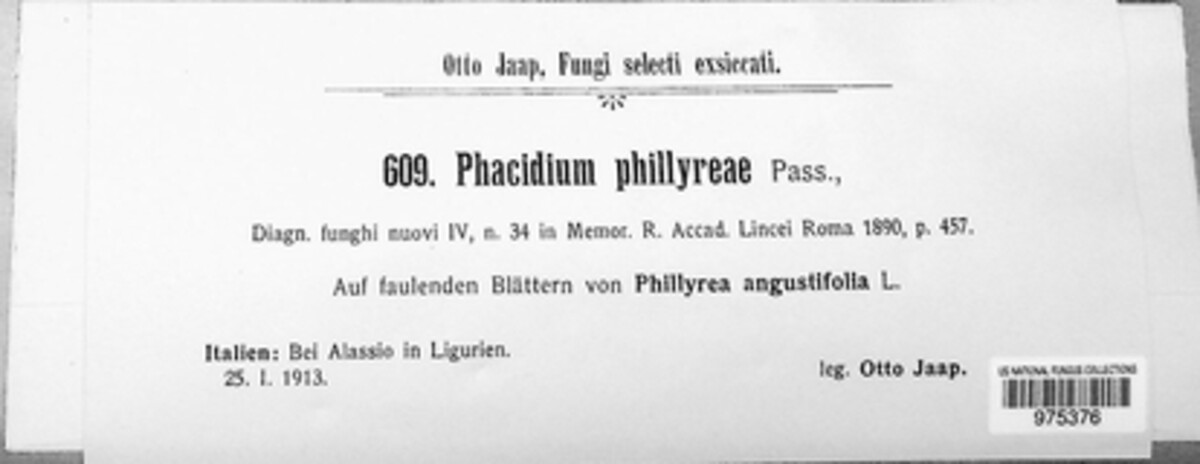 Otto Jaap, Fungi selecti exsiccati.
609. Phacidium phillyreae Pass.,
Diagn. funghi nuovi IV, n. 34 in Memor. R. Accad. Lincei Roma 1890, p. 457.
Auf faulenden Blättern von Phillyrea angustifolia L.
Italien: Bei Alassio in Ligurien.
25. I. 1913.
leg. Otto Jaap.
US NATIONAL FUNGUS COLLECTIONS
975376